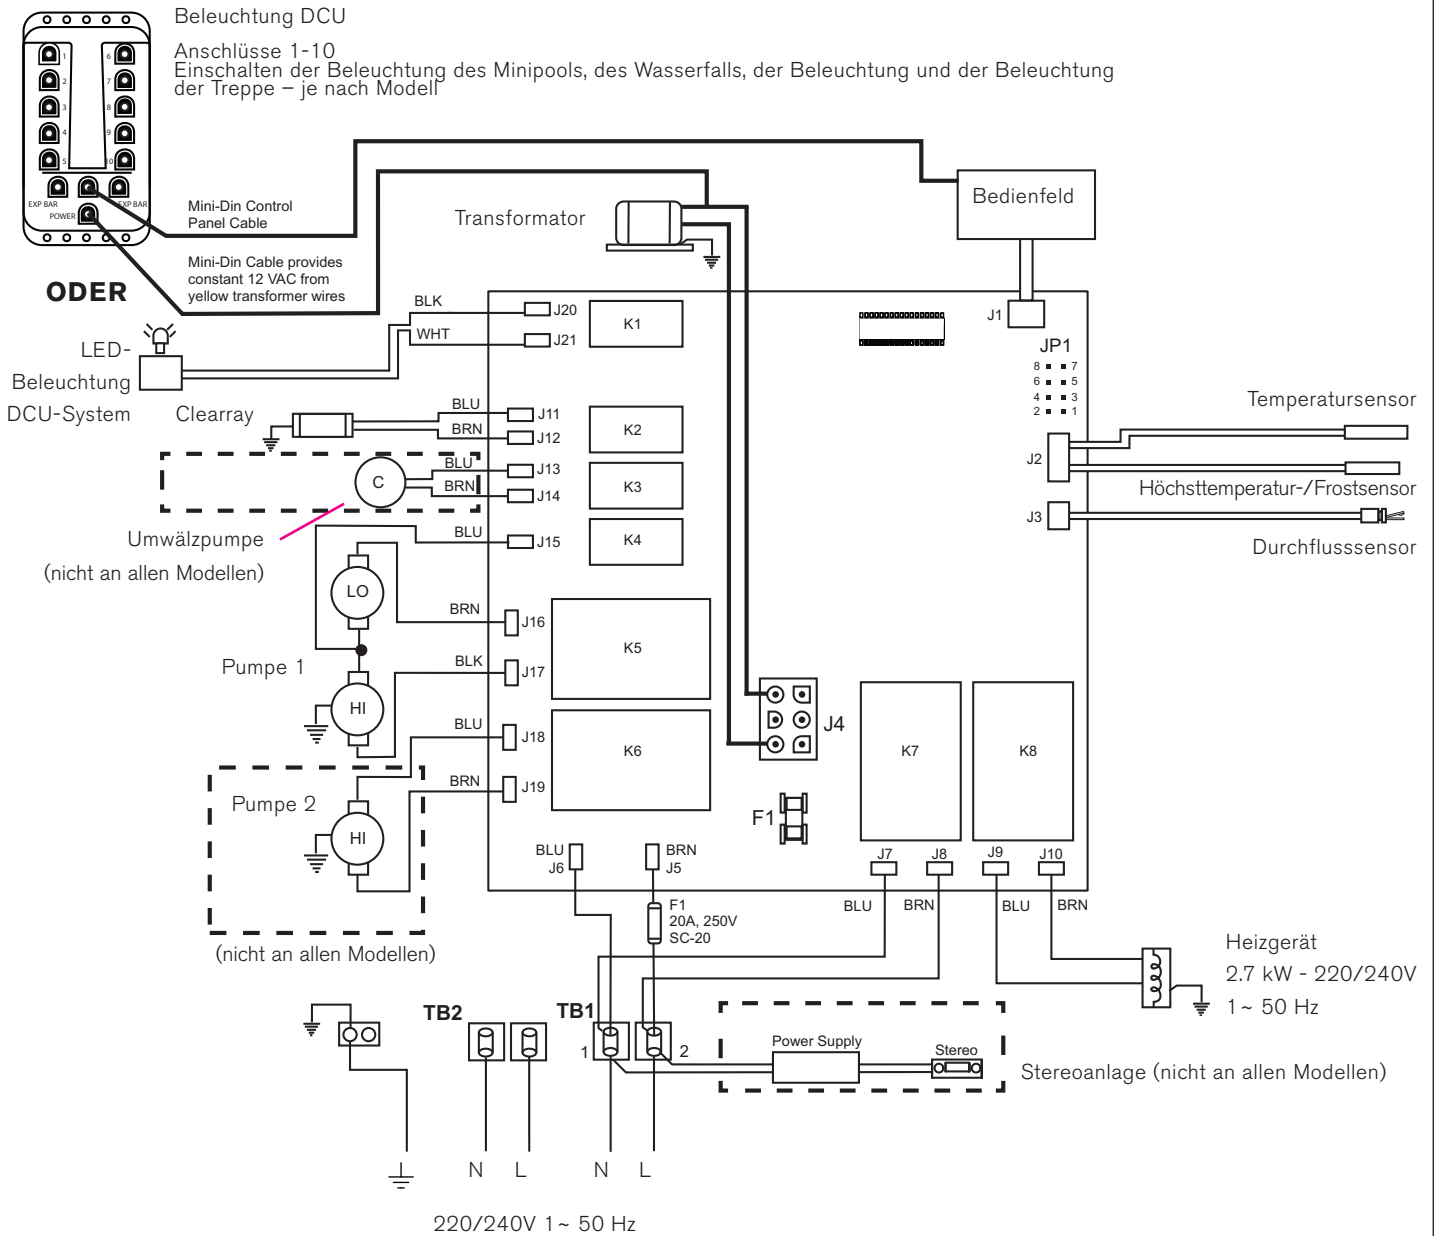 Beleuchtung DCU
Anschlüsse 1-10
Einschalten der Beleuchtung des Minipools, des Wasserfalls, der Beleuchtung und der Beleuchtung
der Treppe – je nach Modell
1
2
3
4
5
6
7
8
9
10
EXP BAR
EXP BAR
POWER
Mini-Din Control
Panel Cable
Mini-Din Cable provides
constant 12 VAC from
yellow transformer wires
ODER
Transformator
Bedienfeld
LED-
Beleuchtung
DCU-System
BLK
WHT
J20
J21
K1
J1
JP1
8 7
6 5
4 3
2 1
Clearray
BLU
BRN
J11
J12
K2
C
BLU
BRN
J13
J14
K3
Umwälzpumpe
(nicht an allen Modellen)
BLU
J15
K4
J2
Temperatursensor
Höchsttemperatur-/Frostsensor
J3
Durchflusssensor
LO
BRN
J16
K5
Pumpe 1
BLK
J17
HI
BLU
J18
K6
BRN
J19
Pumpe 2
HI
(nicht an allen Modellen)
J4
F1
K7
K8
BLU
J6
BRN
J5
J7
J8
J9
J10
BLU
BRN
BLU
BRN
F1
20A, 250V
SC-20
Heizgerät
2.7 kW - 220/240V
1~ 50 Hz
TB2
TB1
1
2
Power Supply
Stereo
Stereoanlage (nicht an allen Modellen)
N
L
N
L
220/240V 1~ 50 Hz